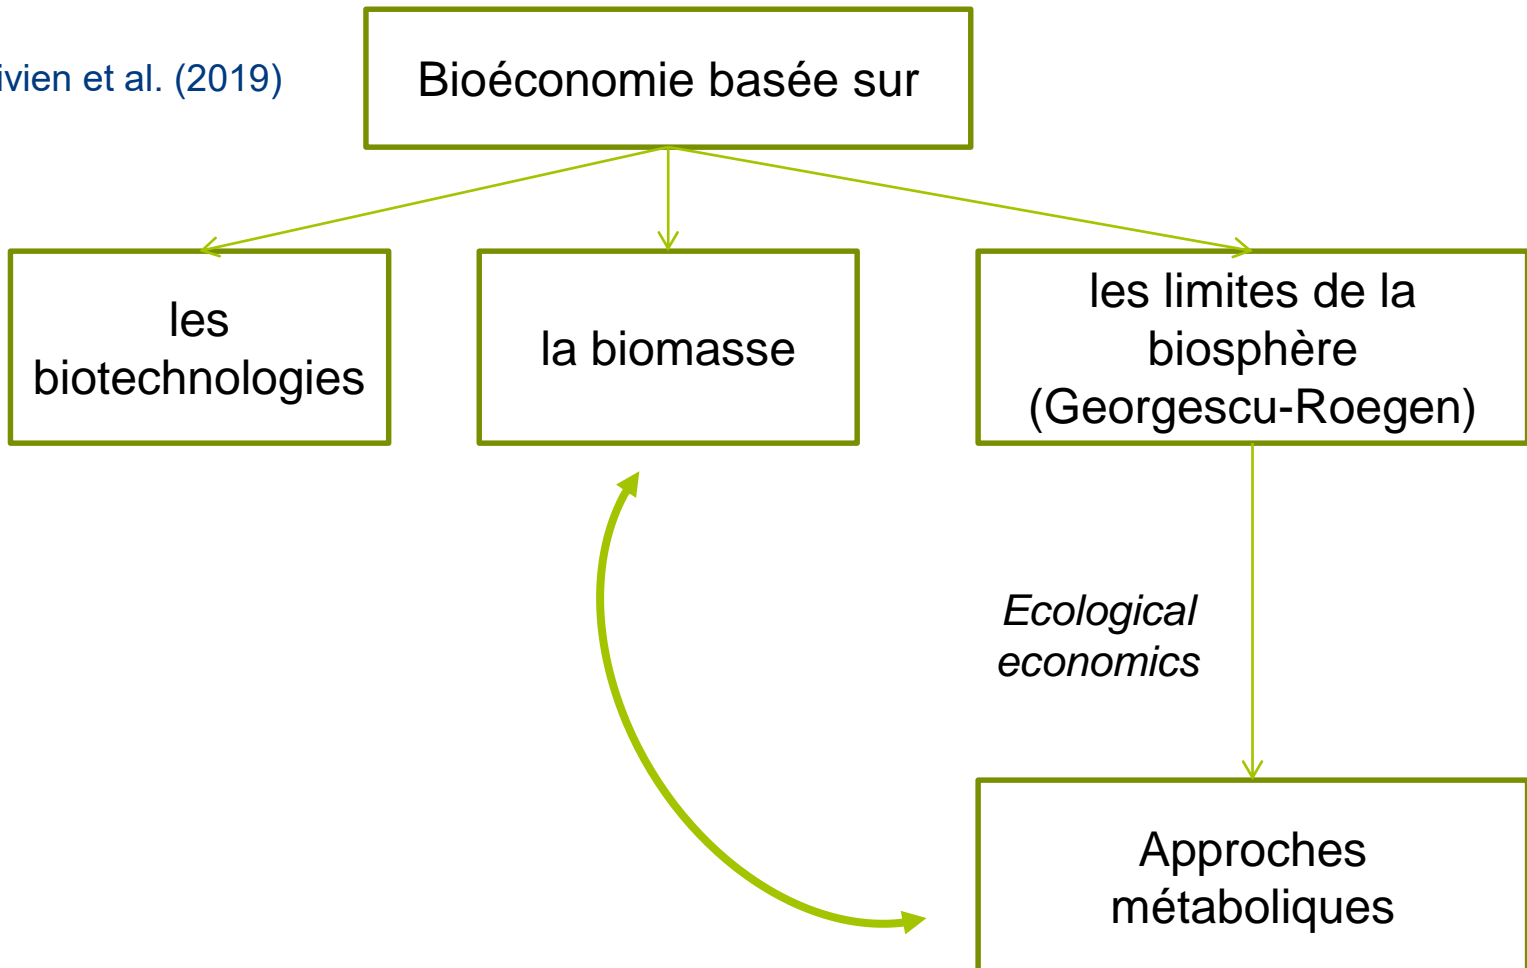 ivien et al. (2019)
Bioéconomie basée sur
les
biotechnologies
la biomasse
les limites de la
biosphère
(Georgescu-Roegen)
Ecological
economics
Approches
métaboliques